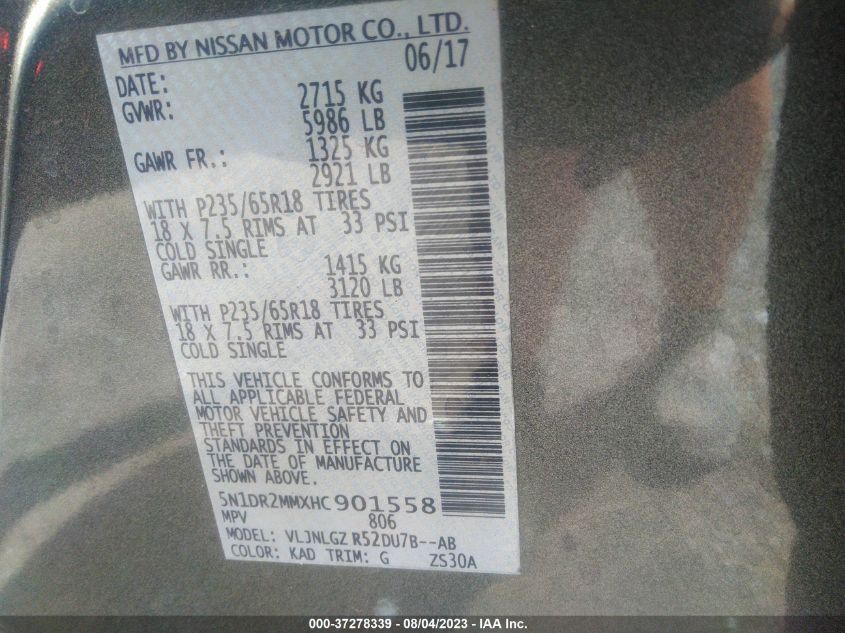 MFD BY NISSAN MOTOR CO., LTD.
DATE: 06/17
GVWR: 2715 KG
5986 LB
GAWR FR.: 1325 KG
2921 LB
WITH P235/65R18 TIRES
18 X 7.5 RIMS AT 33 PSI
COLD SINGLE
GAWR RR.: 1415 KG
3120 LB
WITH P235/65R18 TIRES
18 X 7.5 RIMS AT 33 PSI
COLD SINGLE
THIS VEHICLE CONFORMS TO
ALL APPLICABLE FEDERAL
MOTOR VEHICLE SAFETY AND
THEFT PREVENTION
STANDARDS IN EFFECT ON
THE DATE OF MANUFACTURE
SHOWN ABOVE.
5N1DR2MMXHC901558
MPV 806
MODEL: VLJNLGZ R52DU7B--AB
COLOR: KAD TRIM: G ZS30A
000-37278339 - 08/04/2023 - IAA Inc.